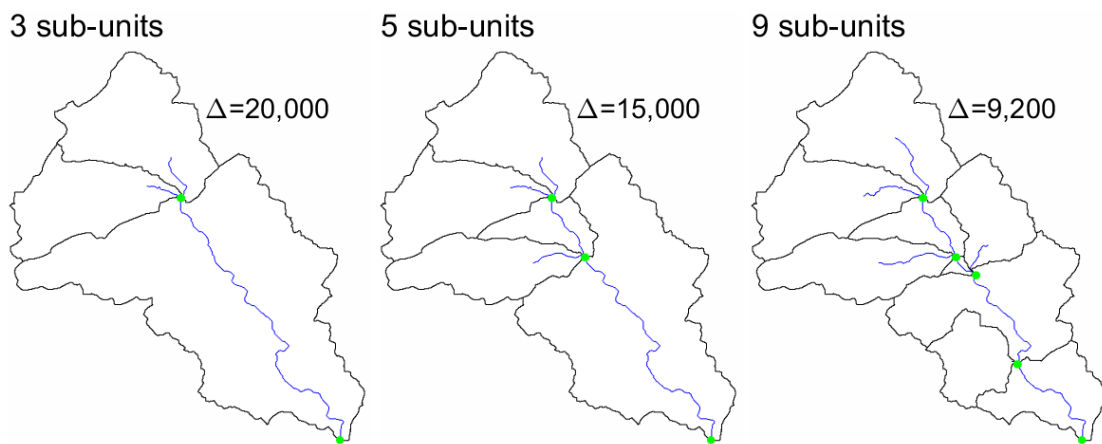 3 sub-units
5 sub-units
9 sub-units
Δ=20,000
Δ=15,000
Δ=9,200